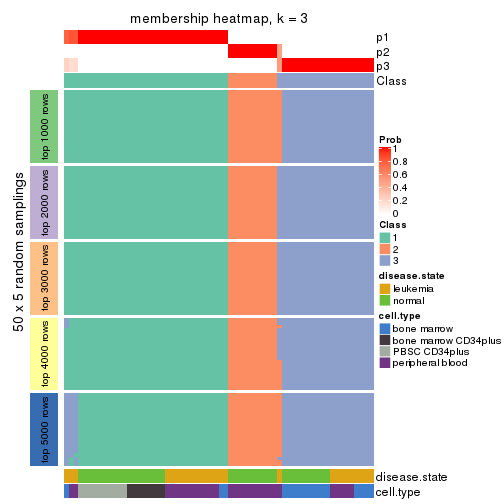 membership heatmap, k = 3
p1
p2
p3
Class
50 x 5 random samplings
top 1000 rows
top 2000 rows
top 3000 rows
top 4000 rows
top 5000 rows
Prob
1
0.8
0.6
0.4
0.2
0
Class
1
2
3
disease.state
leukemia
normal
cell.type
bone marrow
bone marrow CD34plus
PBSC CD34plus
peripheral blood
disease.state
cell.type